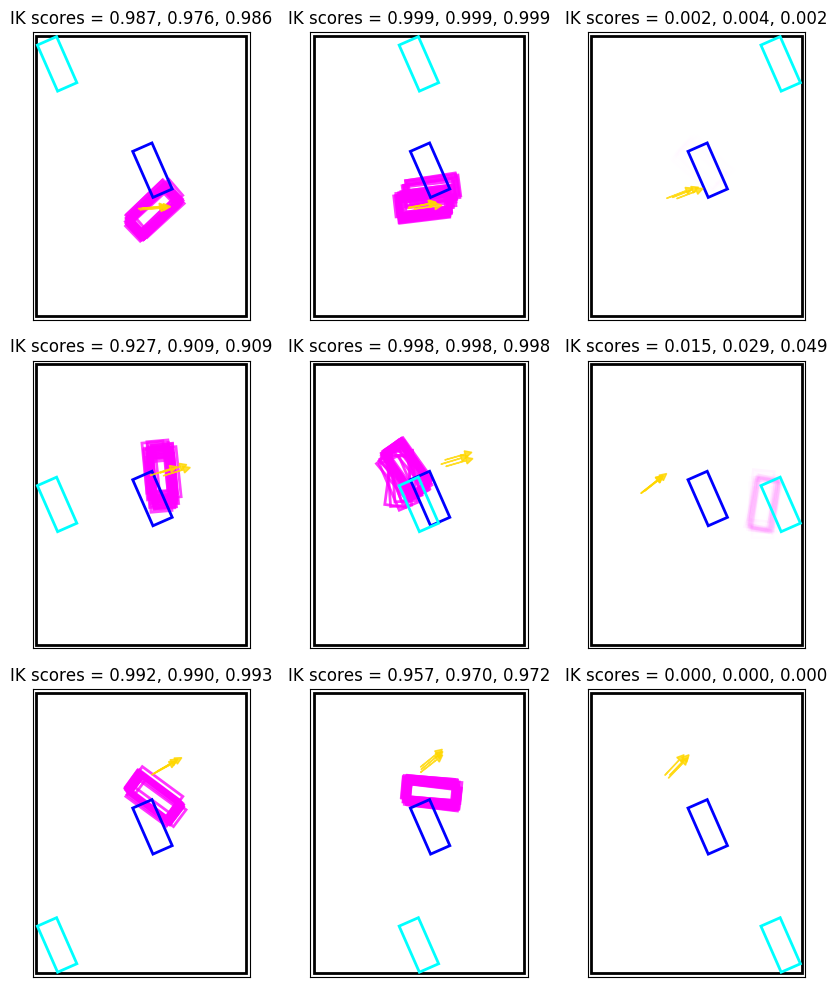 IK scores = 0.987, 0.976, 0.986
IK scores = 0.999, 0.999, 0.999
IK scores = 0.002, 0.004, 0.002
IK scores = 0.927, 0.909, 0.909
IK scores = 0.998, 0.998, 0.998
IK scores = 0.015, 0.029, 0.049
IK scores = 0.992, 0.990, 0.993
IK scores = 0.957, 0.970, 0.972
IK scores = 0.000, 0.000, 0.000